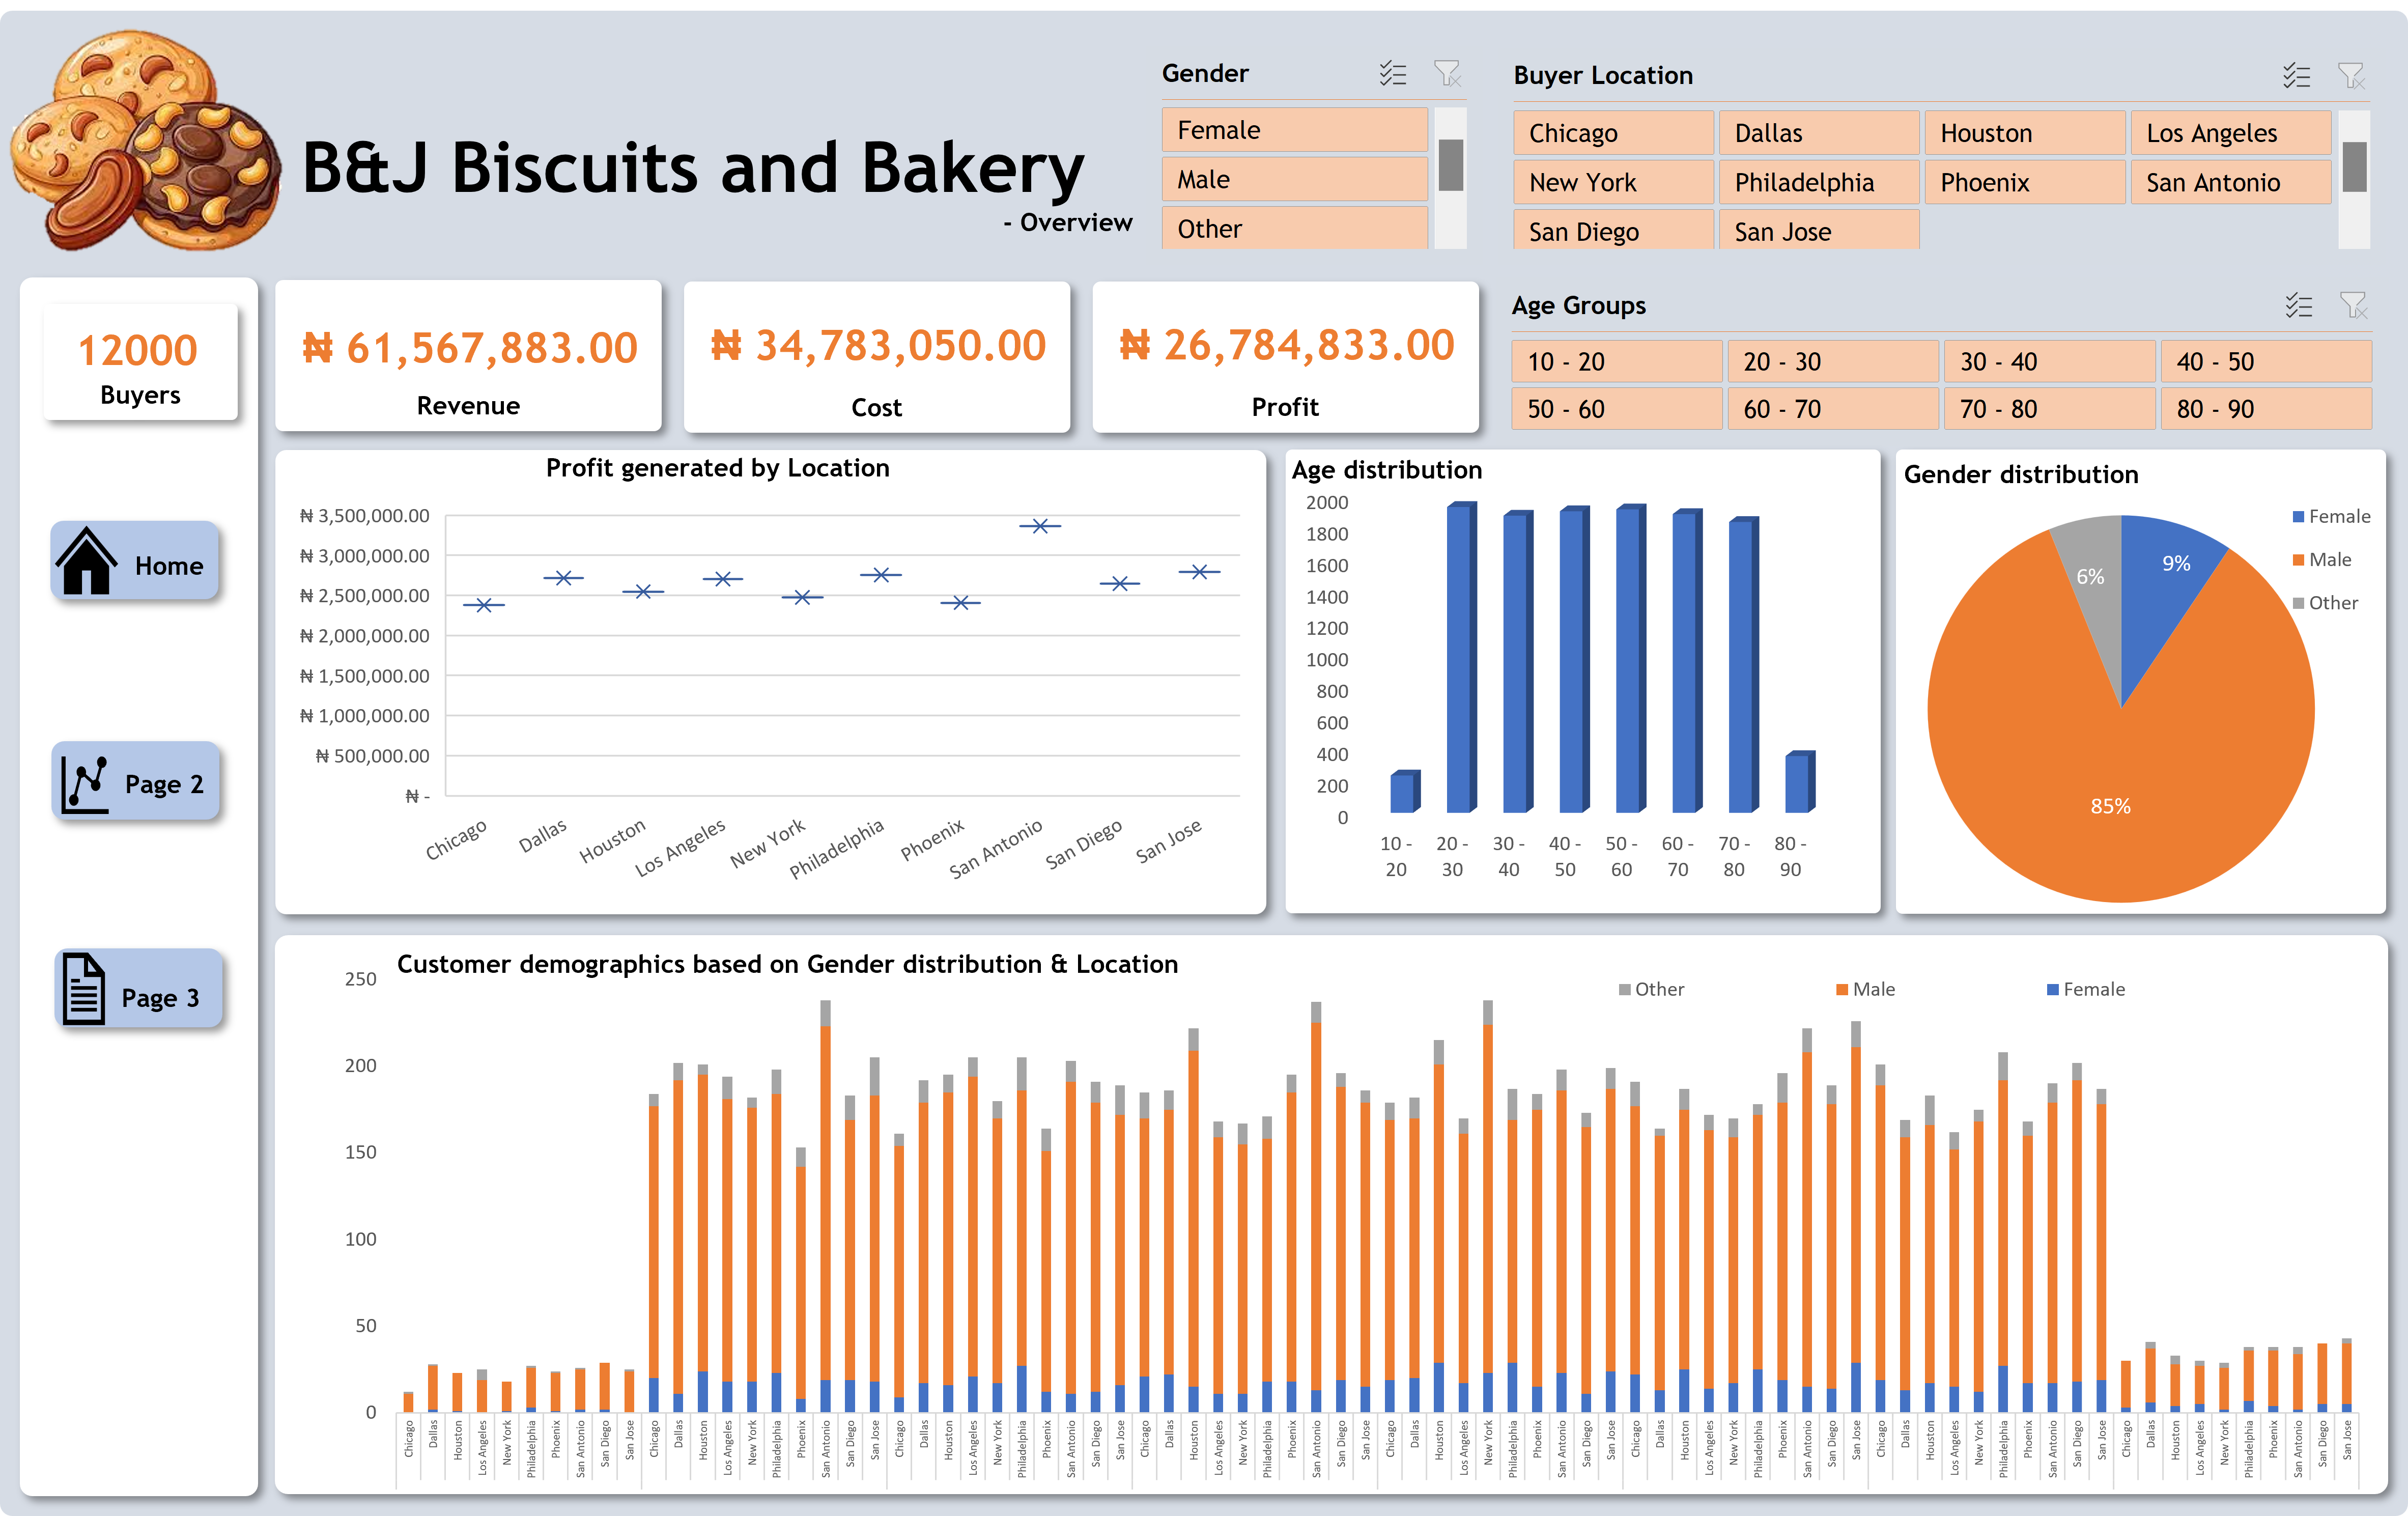 B&J Biscuits and Bakery
- Overview
Gender
Female
Male
Other
Buyer Location
Chicago Dallas Houston Los Angeles
New York Philadelphia Phoenix San Antonio
San Diego San Jose
12000
Buyers
₦ 61,567,883.00
Revenue
₦ 34,783,050.00
Cost
₦ 26,784,833.00
Profit
Age Groups
10 - 20 20 - 30 30 - 40 40 - 50
50 - 60 60 - 70 70 - 80 80 - 90
Home
Page 2
Page 3
Profit generated by Location
₦ 3,500,000.00
₦ 3,000,000.00
₦ 2,500,000.00
₦ 2,000,000.00
₦ 1,500,000.00
₦ 1,000,000.00
₦ 500,000.00
₦ -
Chicago
Dallas
Houston
Los Angeles
New York
Philadelphia
Phoenix
San Antonio
San Diego
San Jose
Age distribution
2000
1800
1600
1400
1200
1000
800
600
400
200
0
10 - 20
20 - 30
30 - 40
40 - 50
50 - 60
60 - 70
70 - 80
80 - 90
Gender distribution
Female
Male
Other
6%
9%
85%
Customer demographics based on Gender distribution & Location
Other Male Female
250
200
150
100
50
0
Chicago
Dallas
Houston
Los Angeles
New York
Philadelphia
Phoenix
San Antonio
San Diego
San Jose
Chicago
Dallas
Houston
Los Angeles
New York
Philadelphia
Phoenix
San Antonio
San Diego
San Jose
Chicago
Dallas
Houston
Los Angeles
New York
Philadelphia
Phoenix
San Antonio
San Diego
San Jose
Chicago
Dallas
Houston
Los Angeles
New York
Philadelphia
Phoenix
San Antonio
San Diego
San Jose
Chicago
Dallas
Houston
Los Angeles
New York
Philadelphia
Phoenix
San Antonio
San Diego
San Jose
Chicago
Dallas
Houston
Los Angeles
New York
Philadelphia
Phoenix
San Antonio
San Diego
San Jose
Chicago
Dallas
Houston
Los Angeles
New York
Philadelphia
Phoenix
San Antonio
San Diego
San Jose
Chicago
Dallas
Houston
Los Angeles
New York
Philadelphia
Phoenix
San Antonio
San Diego
San Jose